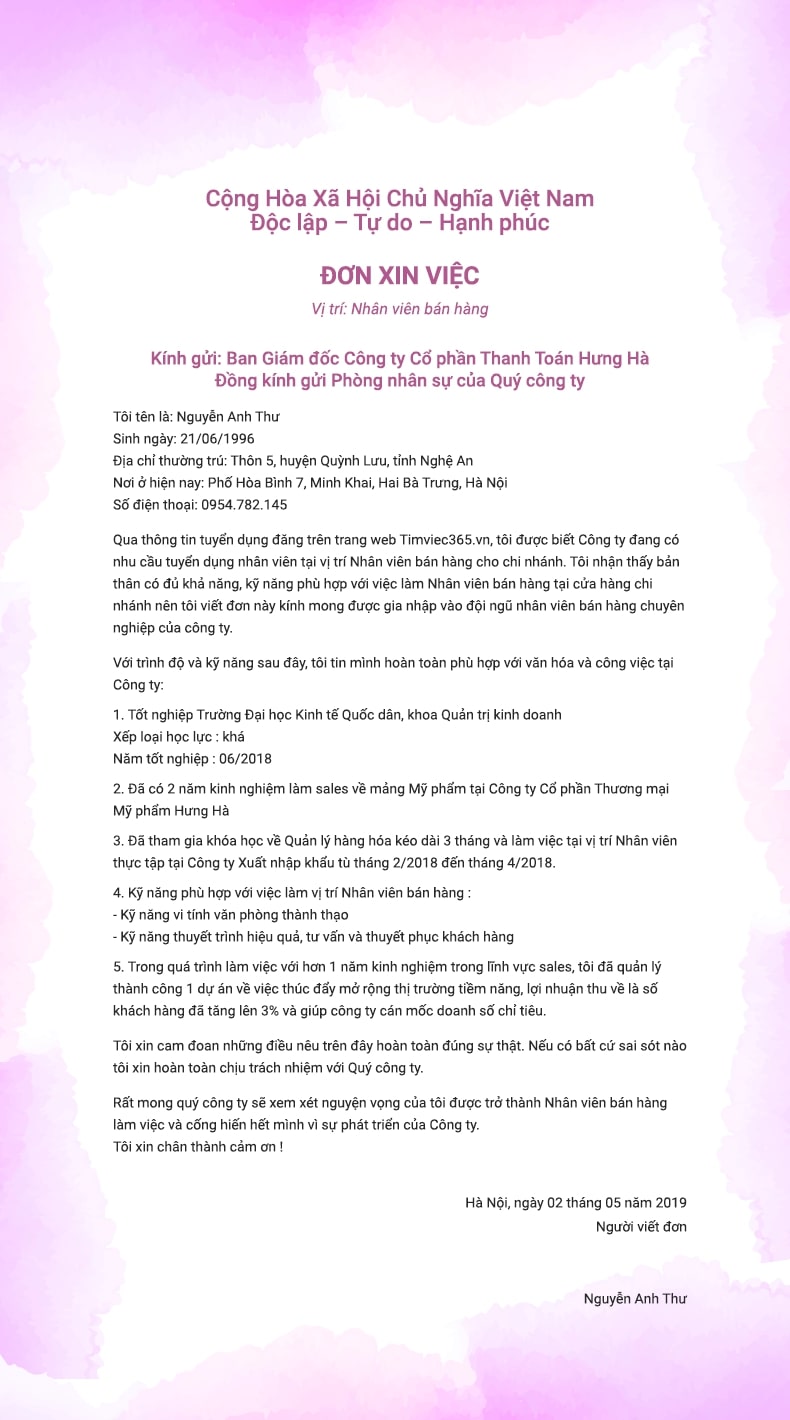 Cộng Hòa Xã Hội Chủ Nghĩa Việt Nam
Độc lập – Tự do – Hạnh phúc
ĐƠN XIN VIỆC
Vị trí: Nhân viên bán hàng
Kính gửi: Ban Giám đốc Công ty Cổ phần Thanh Toán Hưng Hà
Đồng kính gửi Phòng nhân sự của Quý công ty
Tôi tên là: Nguyễn Anh Thư
Sinh ngày: 21/06/1996
Địa chỉ thường trú: Thôn 5, huyện Quỳnh Lưu, tỉnh Nghệ An
Nơi ở hiện nay: Phố Hòa Bình 7, Minh Khai, Hai Bà Trưng, Hà Nội
Số điện thoại: 0954.782.145
Qua thông tin tuyển dụng đăng trên trang web Timviec365.vn, tôi được biết Công ty đang có
nhu cầu tuyển dụng nhân viên tại vị trí Nhân viên bán hàng cho chi nhánh. Tôi nhận thấy bản
thân có đủ khả năng, kỹ năng phù hợp với việc làm Nhân viên bán hàng tại cửa hàng chi
nhánh nên tôi viết đơn này kính mong được gia nhập vào đội ngũ nhân viên bán hàng chuyên
nghiệp của công ty.
Với trình độ và kỹ năng sau đây, tôi tin mình hoàn toàn phù hợp với văn hóa và công việc tại
Công ty:
1. Tốt nghiệp Trường Đại học Kinh tế Quốc dân, khoa Quản trị kinh doanh
Xếp loại học lực : khá
Năm tốt nghiệp : 06/2018
2. Đã có 2 năm kinh nghiệm làm sales về mảng Mỹ phẩm tại Công ty Cổ phần Thương mại
Mỹ phẩm Hưng Hà
3. Đã tham gia khóa học về Quản lý hàng hóa kéo dài 3 tháng và làm việc tại vị trí Nhân viên
thực tập tại Công ty Xuất nhập khẩu tù tháng 2/2018 đến tháng 4/2018.
4. Kỹ năng phù hợp với việc làm vị trí Nhân viên bán hàng :
- Kỹ năng vi tính văn phòng thành thạo
- Kỹ năng thuyết trình hiệu quả, tư vấn và thuyết phục khách hàng
5. Trong quá trình làm việc với hơn 1 năm kinh nghiệm trong lĩnh vực sales, tôi đã quản lý
thành công 1 dự án về việc thúc đẩy mở rộng thị trường tiềm năng, lợi nhuận thu về là số
khách hàng đã tăng lên 3% và giúp công ty cán mốc doanh số chỉ tiêu.
Tôi xin cam đoan những điều nêu trên đây hoàn toàn đúng sự thật. Nếu có bất cứ sai sót nào
tôi xin hoàn toàn chịu trách nhiệm với Quý công ty.
Rất mong quý công ty sẽ xem xét nguyện vọng của tôi được trở thành Nhân viên bán hàng
làm việc và cống hiến hết mình vì sự phát triển của Công ty.
Tôi xin chân thành cảm ơn !
Hà Nội, ngày 02 tháng 05 năm 2019
Người viết đơn
Nguyễn Anh Thư